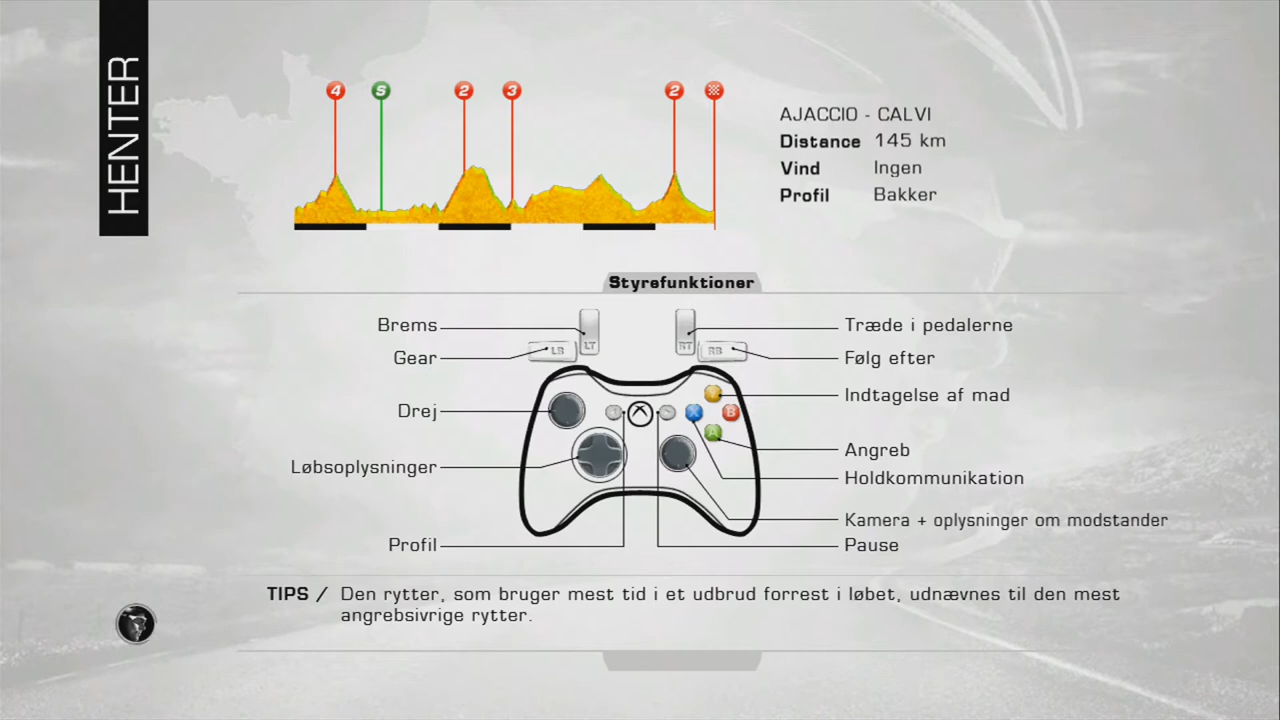 HENTER
4 S 2 3 2
AJACCIO - CALVI
Distance 145 km
Vind Ingen
Profil Bakker
Styrefunktioner
Brems
LT
RT
Træde i pedalerne
Gear
LB
RB
Følg efter
Y
Indtagelse af mad
Drej
X
B
A
Angreb
Løbsoplysninger
Holdkommunikation
Kamera + oplysninger om modstander
Profil
Pause
TIPS / Den rytter, som bruger mest tid i et udbrud forrest i løbet, udnævnes til den mest
angrebsivrige rytter.